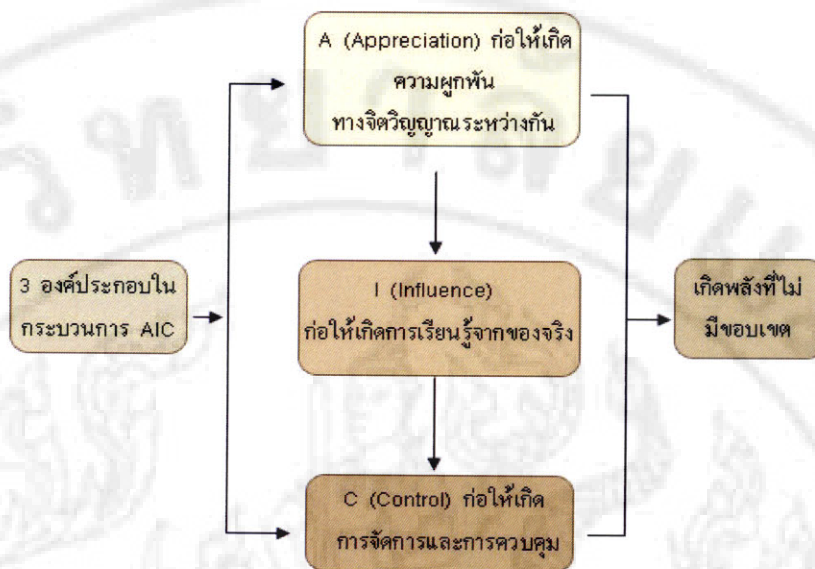 A (Appreciation) ก่อให้เกิด
ความผูกพัน
ทางจิตวิญญาณระหว่างกัน
3 องค์ประกอบใน
กระบวนการ AIC
I (Influence)
ก่อให้เกิดการเรียนรู้จากของจริง
เกิดพลังที่ไม่
มีขอบเขต
C (Control) ก่อให้เกิด
การจัดการและการควบคุม